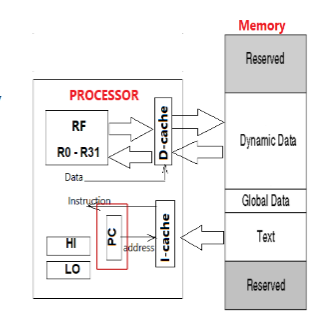 Memory
Reserved
PROCESSOR
RF
R0 - R31
D-cache
Dynamic Data
Data
Instruction
Global Data
HI
LO
PC
address
I-cache
Text
Reserved